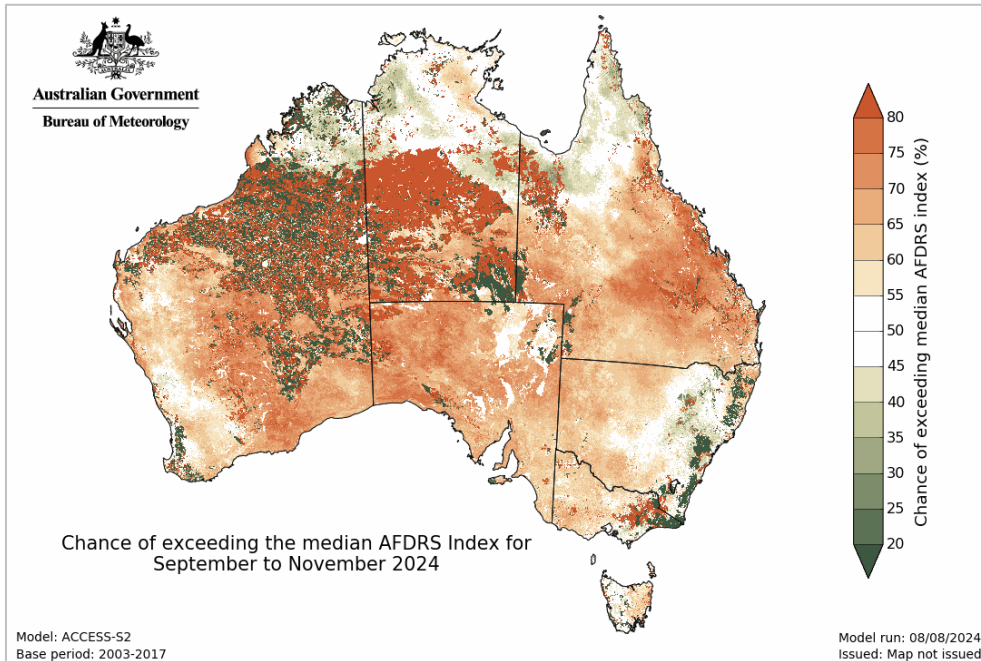 Australian Government
Bureau of Meteorology
80
75
70
65
60
55
50
45
40
35
30
25
20
Chance of exceeding median AFDRS index (%)
Chance of exceeding the median AFDRS Index for
September to November 2024
Model: ACCESS-S2
Base period: 2003-2017
Model run: 08/08/2024
Issued: Map not issued